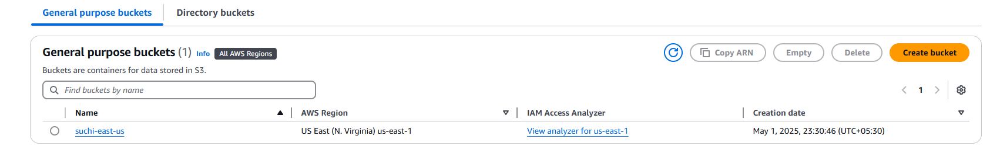 General purpose buckets Directory buckets
General purpose buckets (1) Info All AWS Regions Copy ARN Empty Delete Create bucket
Buckets are containers for data stored in S3.
Find buckets by name 1
Name AWS Region IAM Access Analyzer Creation date
suchi-east-us US East (N. Virginia) us-east-1 View analyzer for us-east-1 May 1, 2025, 23:30:46 (UTC+05:30)